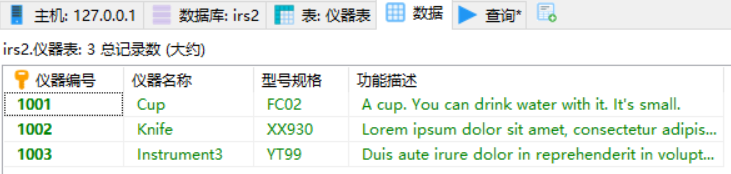 主机: 127.0.0.1 数据库: irs2 表: 仪器表 数据 查询*
irs2.仪器表: 3 总记录数 (大约)
仪器编号 仪器名称 型号规格 功能描述
1001 Cup FC02 A cup. You can drink water with it. It's small.
1002 Knife XX930 Lorem ipsum dolor sit amet, consectetur adipis...
1003 Instrument3 YT99 Duis aute irure dolor in reprehenderit in volupt...